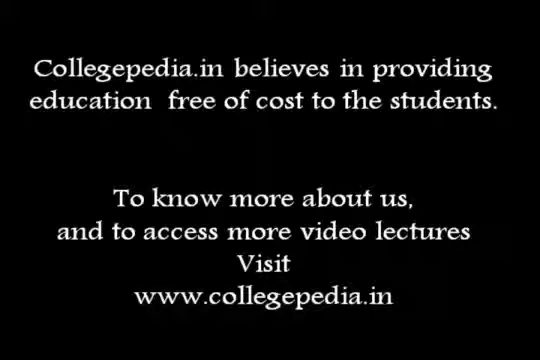 Collegepedia.in believes in providing
education free of cost to the students.
To know more about us,
and to access more video lectures
Visit
www.collegepedia.in